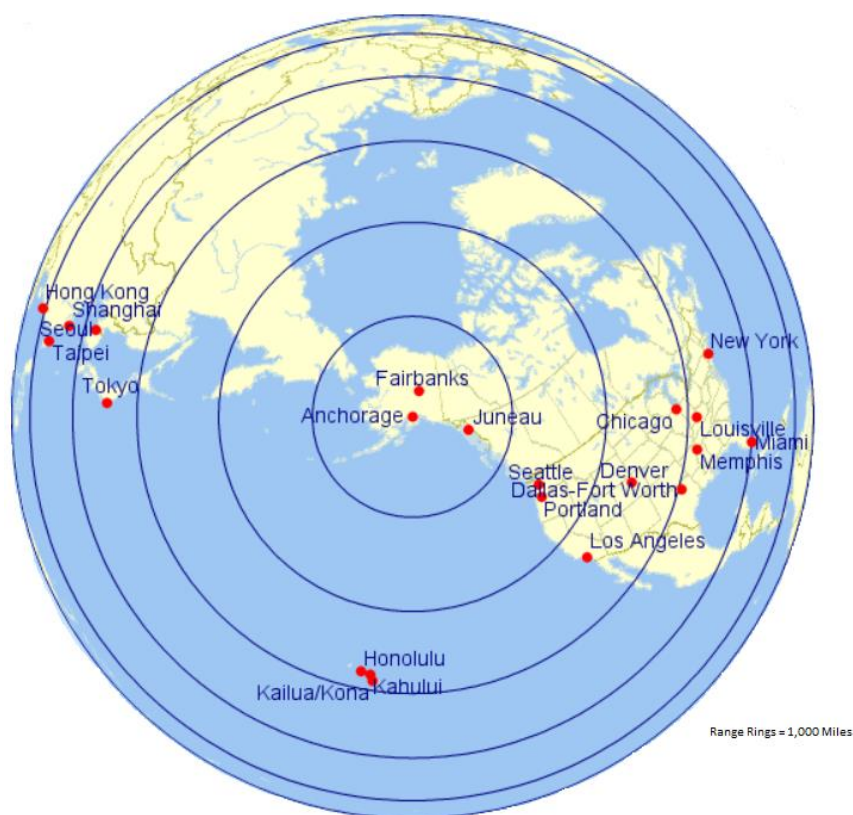 Hong Kong
Shanghai
Seoul
Taipei
Tokyo
Fairbanks
Anchorage
Juneau
New York
Chicago
Louisville
Miami
Memphis
Seattle
Denver
Dallas-Fort Worth
Portland
Los Angeles
Honolulu
Kahului
Kailua/Kona
Range Rings = 1,000 Miles